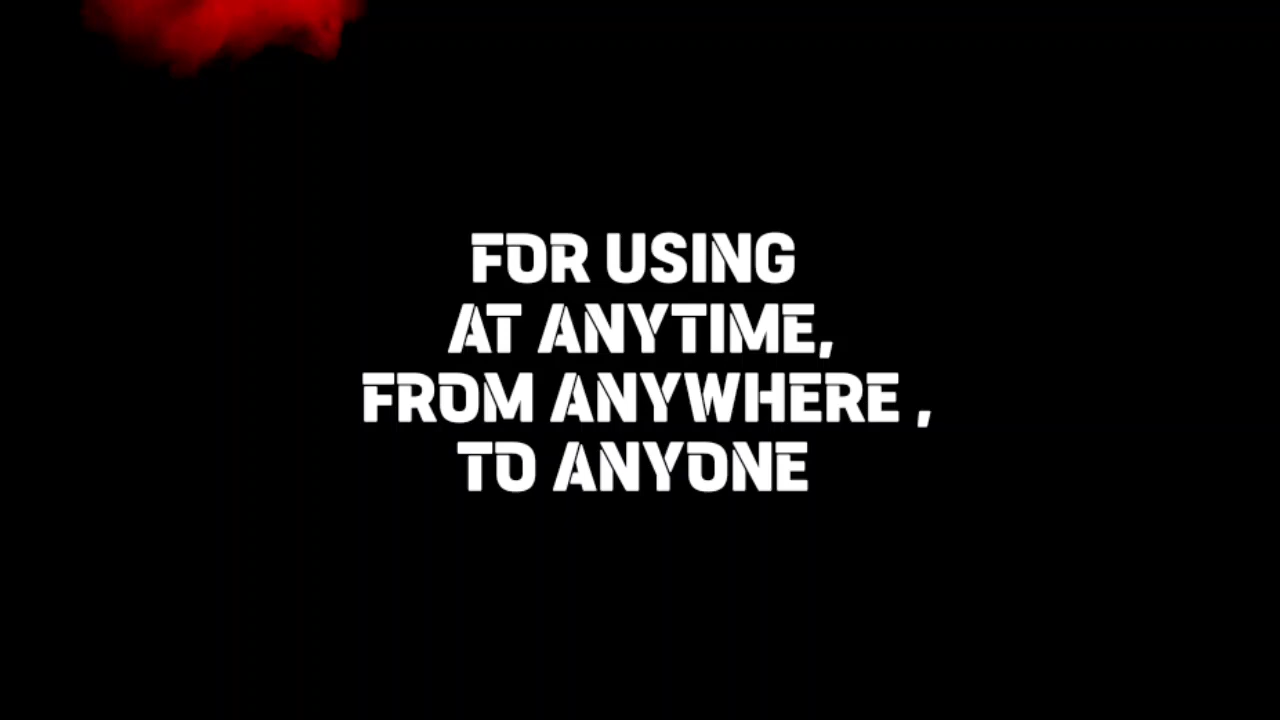 FOR USING
AT ANYTIME,
FROM ANYWHERE ,
TO ANYONE